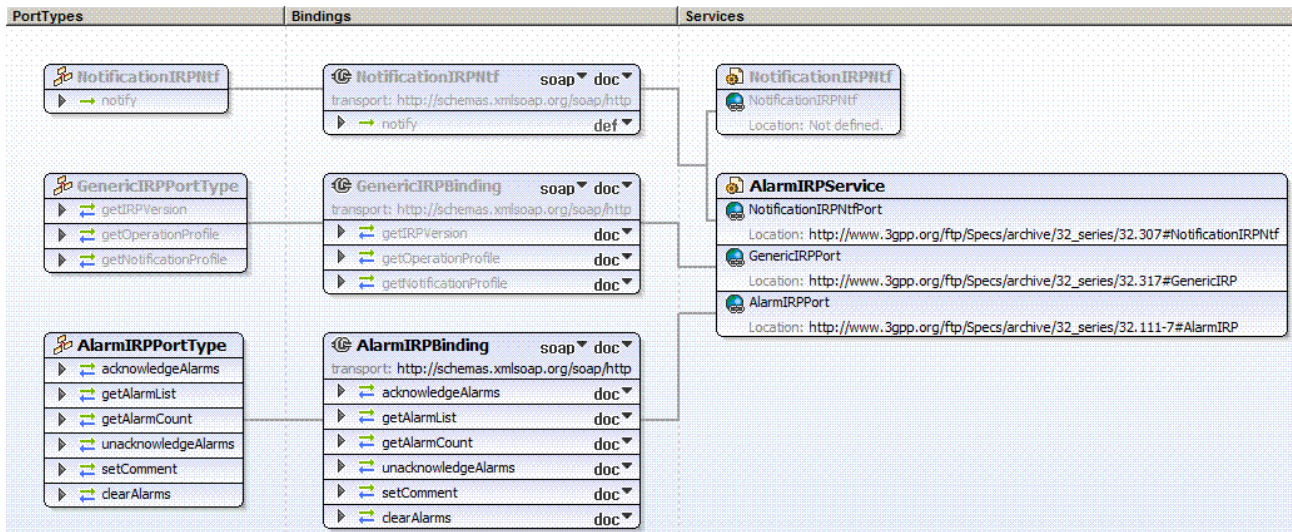 PortTypes
Bindings
Services
NotificationIRPNtf
notify
NotificationIRPNtf soap doc
transport: http://schemas.xmlsoap.org/soap/http
notify def
NotificationIRPNtf
NotificationIRPNtf
Location: Not defined.
GenericIRPPortType
getIRPVersion
getOperationProfile
getNotificationProfile
GenericIRPBinding soap doc
transport: http://schemas.xmlsoap.org/soap/http
getIRPVersion doc
getOperationProfile doc
getNotificationProfile doc
AlarmIRPService
NotificationIRPNtfPort
Location: http://www.3gpp.org/ftp/Specs/archive/32_series/32.307#NotificationIRPNtf
GenericIRPPort
Location: http://www.3gpp.org/ftp/Specs/archive/32_series/32.317#GenericIRP
AlarmIRPPort
Location: http://www.3gpp.org/ftp/Specs/archive/32_series/32.111-7#AlarmIRP
AlarmIRPPortType
acknowledgeAlarms
getAlarmList
getAlarmCount
unacknowledgeAlarms
setComment
clearAlarms
AlarmIRPBinding soap doc
transport: http://schemas.xmlsoap.org/soap/http
acknowledgeAlarms doc
getAlarmList doc
getAlarmCount doc
unacknowledgeAlarms doc
setComment doc
clearAlarms doc